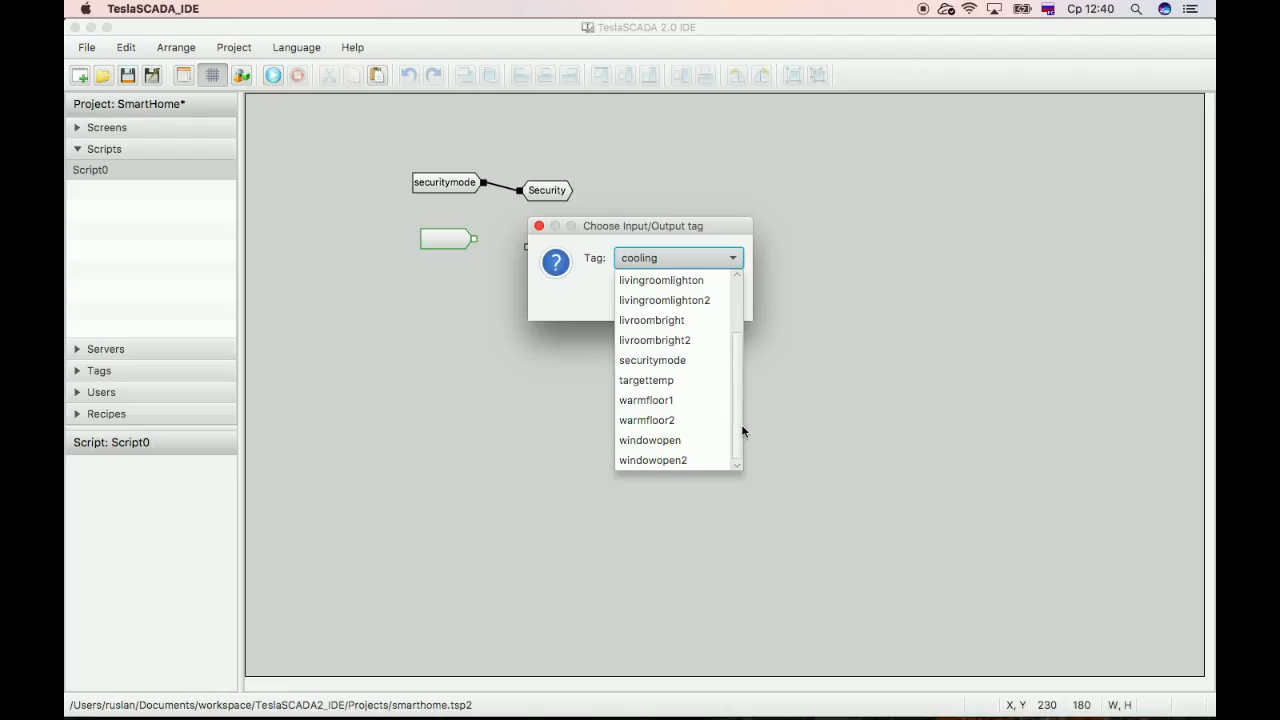 TeslaSCADA_IDE
Ср 12:40
TeslaSCADA 2.0 IDE
File Edit Arrange Project Language Help
Project: SmartHome*
Screens
Scripts
Script0
Servers
Tags
Users
Recipes
Script: Script0
securitymode
Security
Choose Input/Output tag
?
Tag: cooling
livingroomlighton
livingroomlighton2
livroombright
livroombright2
securitymode
targettemp
warmfloor1
warmfloor2
windowopen
windowopen2
/Users/ruslan/Documents/workspace/TeslaSCADA2_IDE/Projects/smarthome.tsp2
X, Y 230 180 W, H